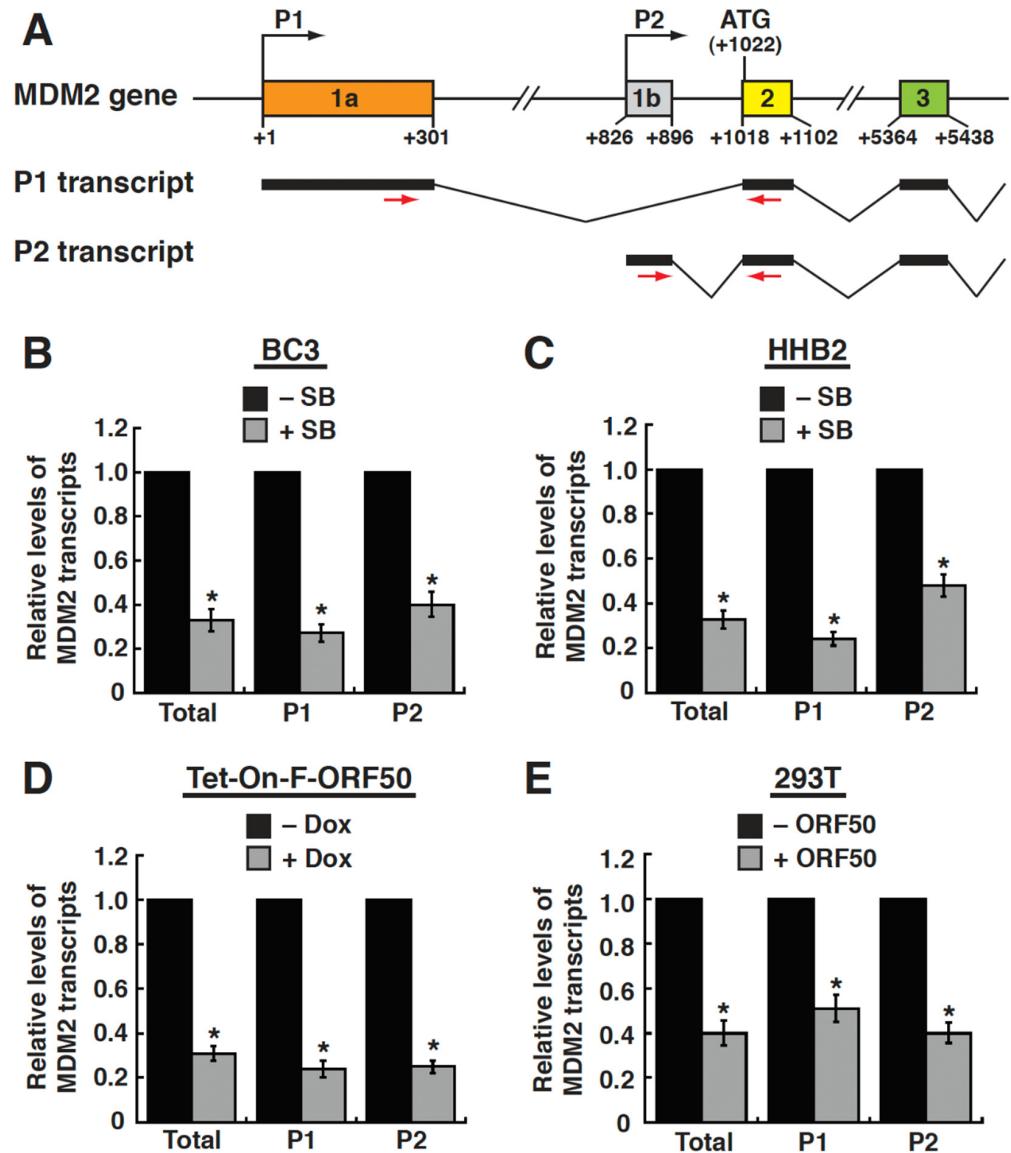 A
P1
P2
ATG
(+1022)
MDM2 gene
1a
1b
2
3
+1
+301
+826
+896
+1018
+1102
+5364
+5438
P1 transcript
P2 transcript
B
BC3
– SB
+ SB
Relative levels of
MDM2 transcripts
1.2
1.0
0.8
0.6
0.4
0.2
0
*
*
*
Total
P1
P2
C
HHB2
– SB
+ SB
Relative levels of
MDM2 transcripts
1.2
1.0
0.8
0.6
0.4
0.2
0
*
*
*
Total
P1
P2
D
Tet-On-F-ORF50
– Dox
+ Dox
Relative levels of
MDM2 transcripts
1.2
1.0
0.8
0.6
0.4
0.2
0
*
*
*
Total
P1
P2
E
293T
– ORF50
+ ORF50
Relative levels of
MDM2 transcripts
1.2
1.0
0.8
0.6
0.4
0.2
0
*
*
*
Total
P1
P2